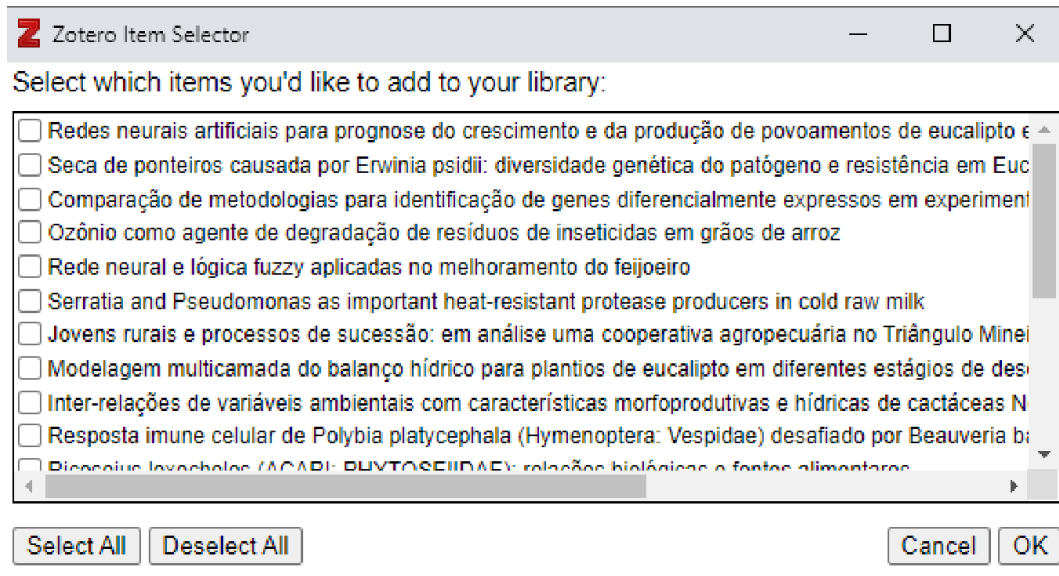 Zotero Item Selector
Select which items you'd like to add to your library:
Redes neurais artificiais para prognose do crescimento e da produção de povoamentos de eucalipto e
Seca de ponteiros causada por Erwinia psidii: diversidade genética do patógeno e resistência em Euc
Comparação de metodologias para identificação de genes diferencialmente expressos em experiment
Ozônio como agente de degradação de resíduos de inseticidas em grãos de arroz
Rede neural e lógica fuzzy aplicadas no melhoramento do feijoeiro
Serratia and Pseudomonas as important heat-resistant protease producers in cold raw milk
Jovens rurais e processos de sucessão: em análise uma cooperativa agropecuária no Triângulo Minei
Modelagem multicamada do balanço hídrico para plantios de eucalipto em diferentes estágios de des
Inter-relações de variáveis ambientais com características morfoprodutivas e hídricas de cactáceas N
Resposta imune celular de Polybia platycephala (Hymenoptera: Vespidae) desafiado por Beauveria ba
(ACARI: PHYTOSEIIDAE): relações biológicas e fontes alimentares
Select All Deselect All Cancel OK